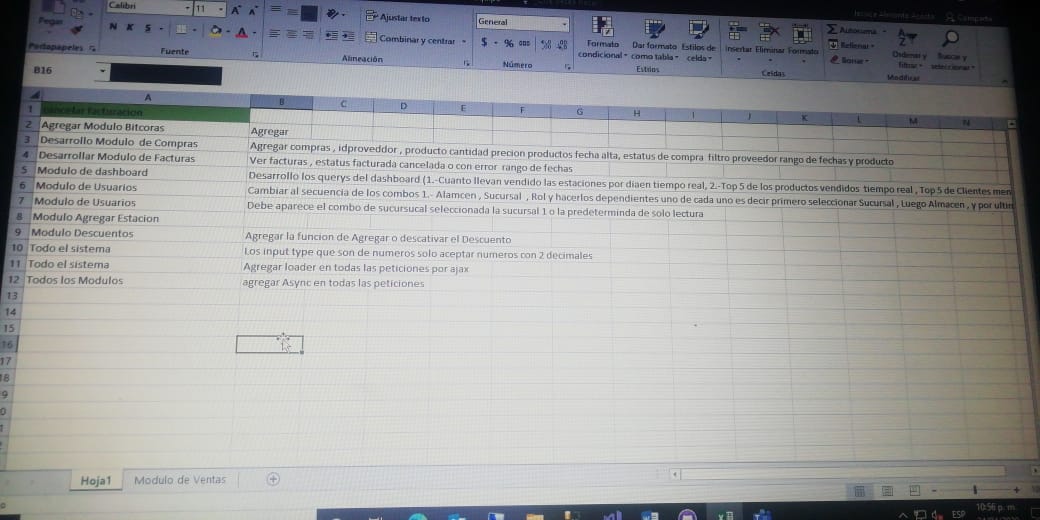 Calibri 11
Pegar
N K S
Ajustar texto
Combinar y centrar
General
$ % 000
Formato condicional
Dar formato como tabla
Estilos de celda
Insertar Eliminar Formato
Autosuma
Rellenar
Borrar
Ordenar y filtrar
Buscar y seleccionar
Compartir
Portapapeles
Fuente
Alineación
Número
Estilos
Celdas
Modificar
B16
A B C D E F G H I J K L M N
1 cancelar facturacion
2 Agregar Modulo Bitcoras Agregar
3 Desarrollo Modulo de Compras Agregar compras , idproveddor , producto cantidad precion productos fecha alta, estatus de compra filtro proveedor rango de fechas y producto
4 Desarrollar Modulo de Facturas Ver facturas , estatus facturada cancelada o con error rango de fechas
5 Modulo de dashboard Desarrollo los querys del dashboard (1.-Cuanto llevan vendido las estaciones por diaen tiempo real, 2.-Top 5 de los productos vendidos tiempo real , Top 5 de Clientes men
6 Modulo de Usuarios Cambiar al secuencia de los combos 1.- Alamcen , Sucursal , Rol y hacerlos dependientes uno de cada uno es decir primero seleccionar Sucursal , Luego Almacen , y por ultim
7 Modulo de Usuarios Debe aparece el combo de sucursucal seleccionada la sucursal 1 o la predeterminda de solo lectura
8 Modulo Agregar Estacion
9 Modulo Descuentos Agregar la funcion de Agregar o descativar el Descuento
10 Todo el sistema Los input type que son de numeros solo aceptar numeros con 2 decimales
11 Todo el sistema Agregar loader en todas las peticiones por ajax
12 Todos los Modulos agregar Async en todas las peticiones
13
14
15
16
17
18
Hoja1 Modulo de Ventas
ESP 10:56 p. m.